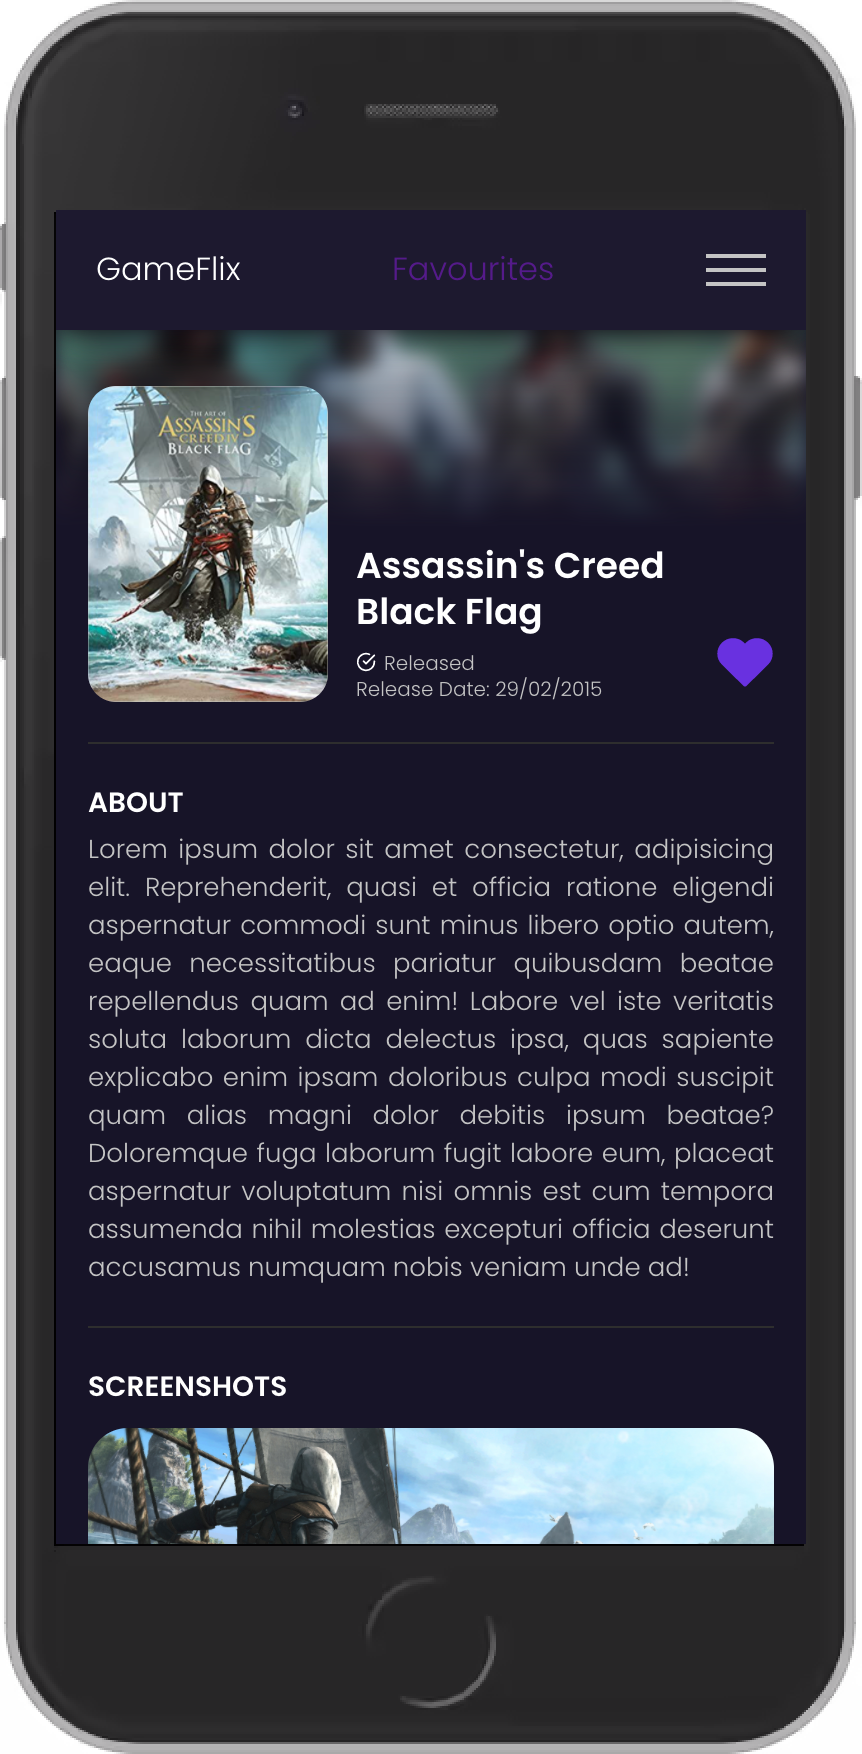 GameFlix
Favourites
THE ART OF
ASSASSIN'S
CREED IV
BLACK FLAG
Assassin's Creed
Black Flag
Released
Release Date: 29/02/2015
ABOUT
Lorem ipsum dolor sit amet consectetur, adipisicing
elit. Reprehenderit, quasi et officia ratione eligendi
aspernatur commodi sunt minus libero optio autem,
eaque necessitatibus pariatur quibusdam beatae
repellendus quam ad enim! Labore vel iste veritatis
soluta laborum dicta delectus ipsa, quas sapiente
explicabo enim ipsam doloribus culpa modi suscipit
quam alias magni dolor debitis ipsum beatae?
Doloremque fuga laborum fugit labore eum, placeat
aspernatur voluptatum nisi omnis est cum tempora
assumenda nihil molestias excepturi officia deserunt
accusamus numquam nobis veniam unde ad!
SCREENSHOTS